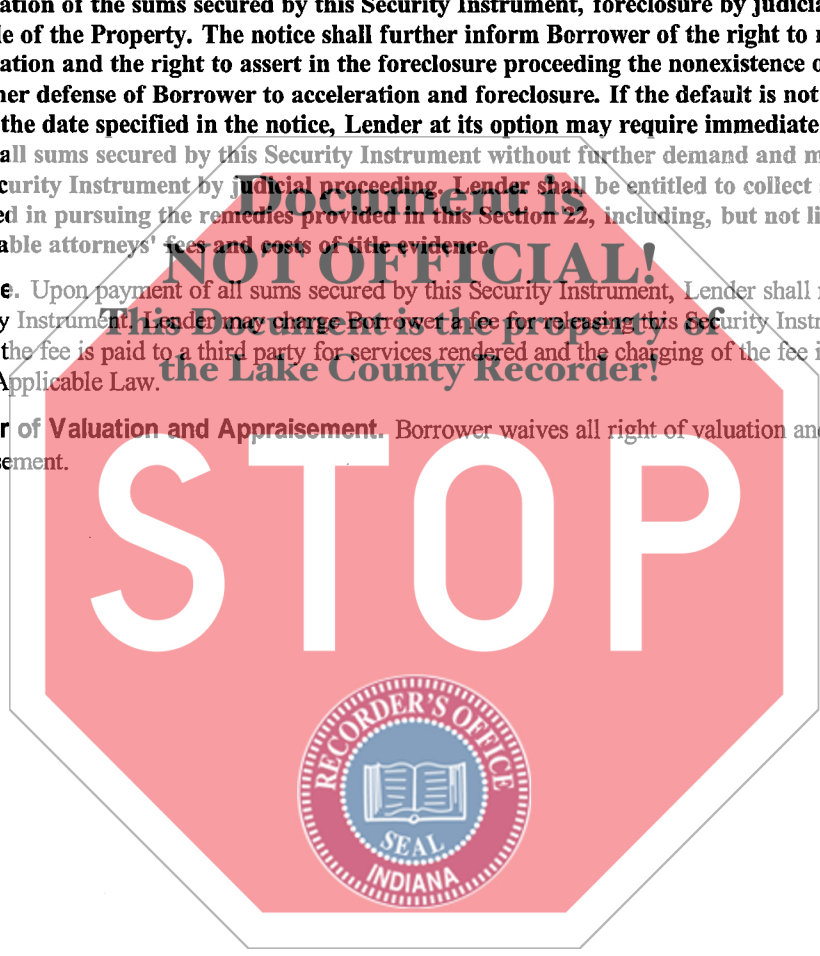 ation of the sums secured by this Security Instrument, foreclosure by judicia
le of the Property. The notice shall further inform Borrower of the right to r
ation and the right to assert in the foreclosure proceeding the nonexistence o
her defense of Borrower to acceleration and foreclosure. If the default is not
the date specified in the notice, Lender at its option may require immediate
all sums secured by this Security Instrument without further demand and m
curity Instrument by judicial proceeding. Lender shall be entitled to collect
Document is
ed in pursuing the remedies provided in this Section 22, including, but not li
able attorneys' fees and costs of title evidence.
NOT OFFICIAL!
e. Upon payment of all sums secured by this Security Instrument, Lender shall r
y Instrument. Lender may charge Borrower a fee for releasing this Security Instr
This Document is the property of
the fee is paid to a third party for services rendered and the charging of the fee i
the Lake County Recorder!
Applicable Law.
r of Valuation and Appraisement. Borrower waives all right of valuation and
sement.
STOP
RECORDER'S OFFICE
SEAL
INDIANA